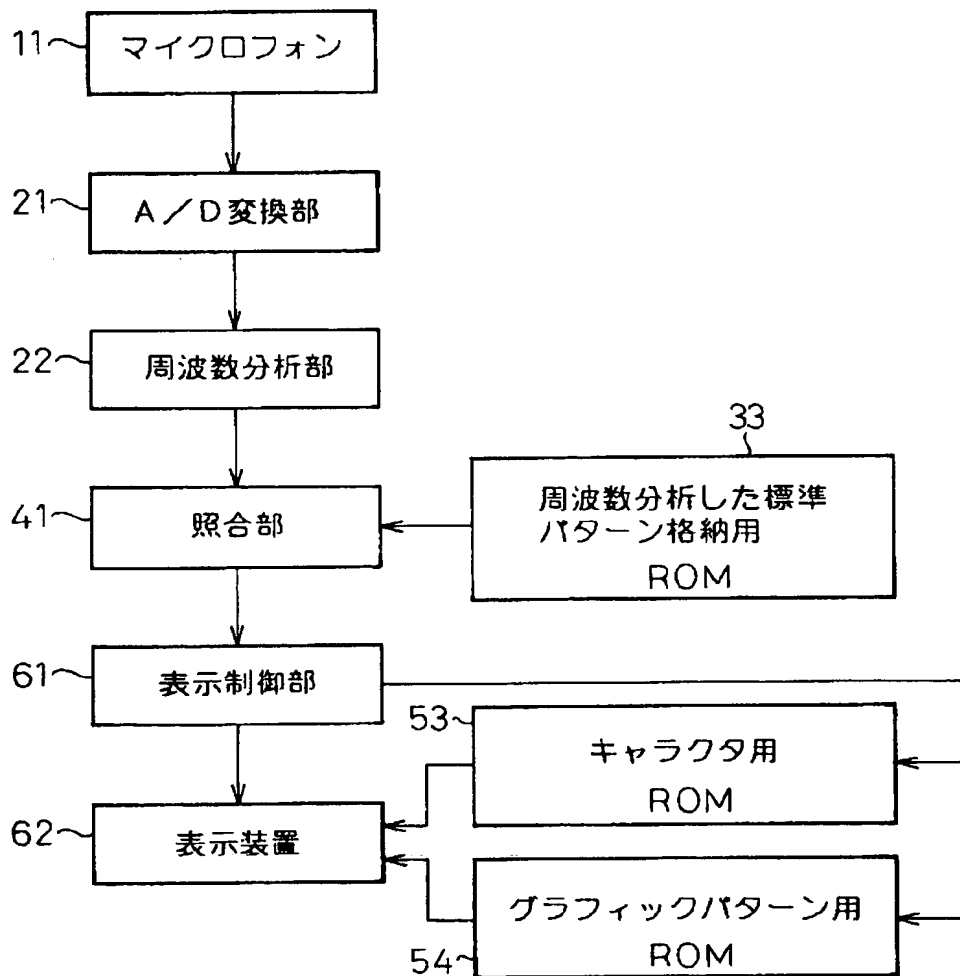 11
マイクロフォン
21
A／D変換部
22
周波数分析部
33
41
照合部
周波数分析した標準
パターン格納用
ROM
61
表示制御部
53
キャラクタ用
ROM
62
表示装置
グラフィックパターン用
ROM
54